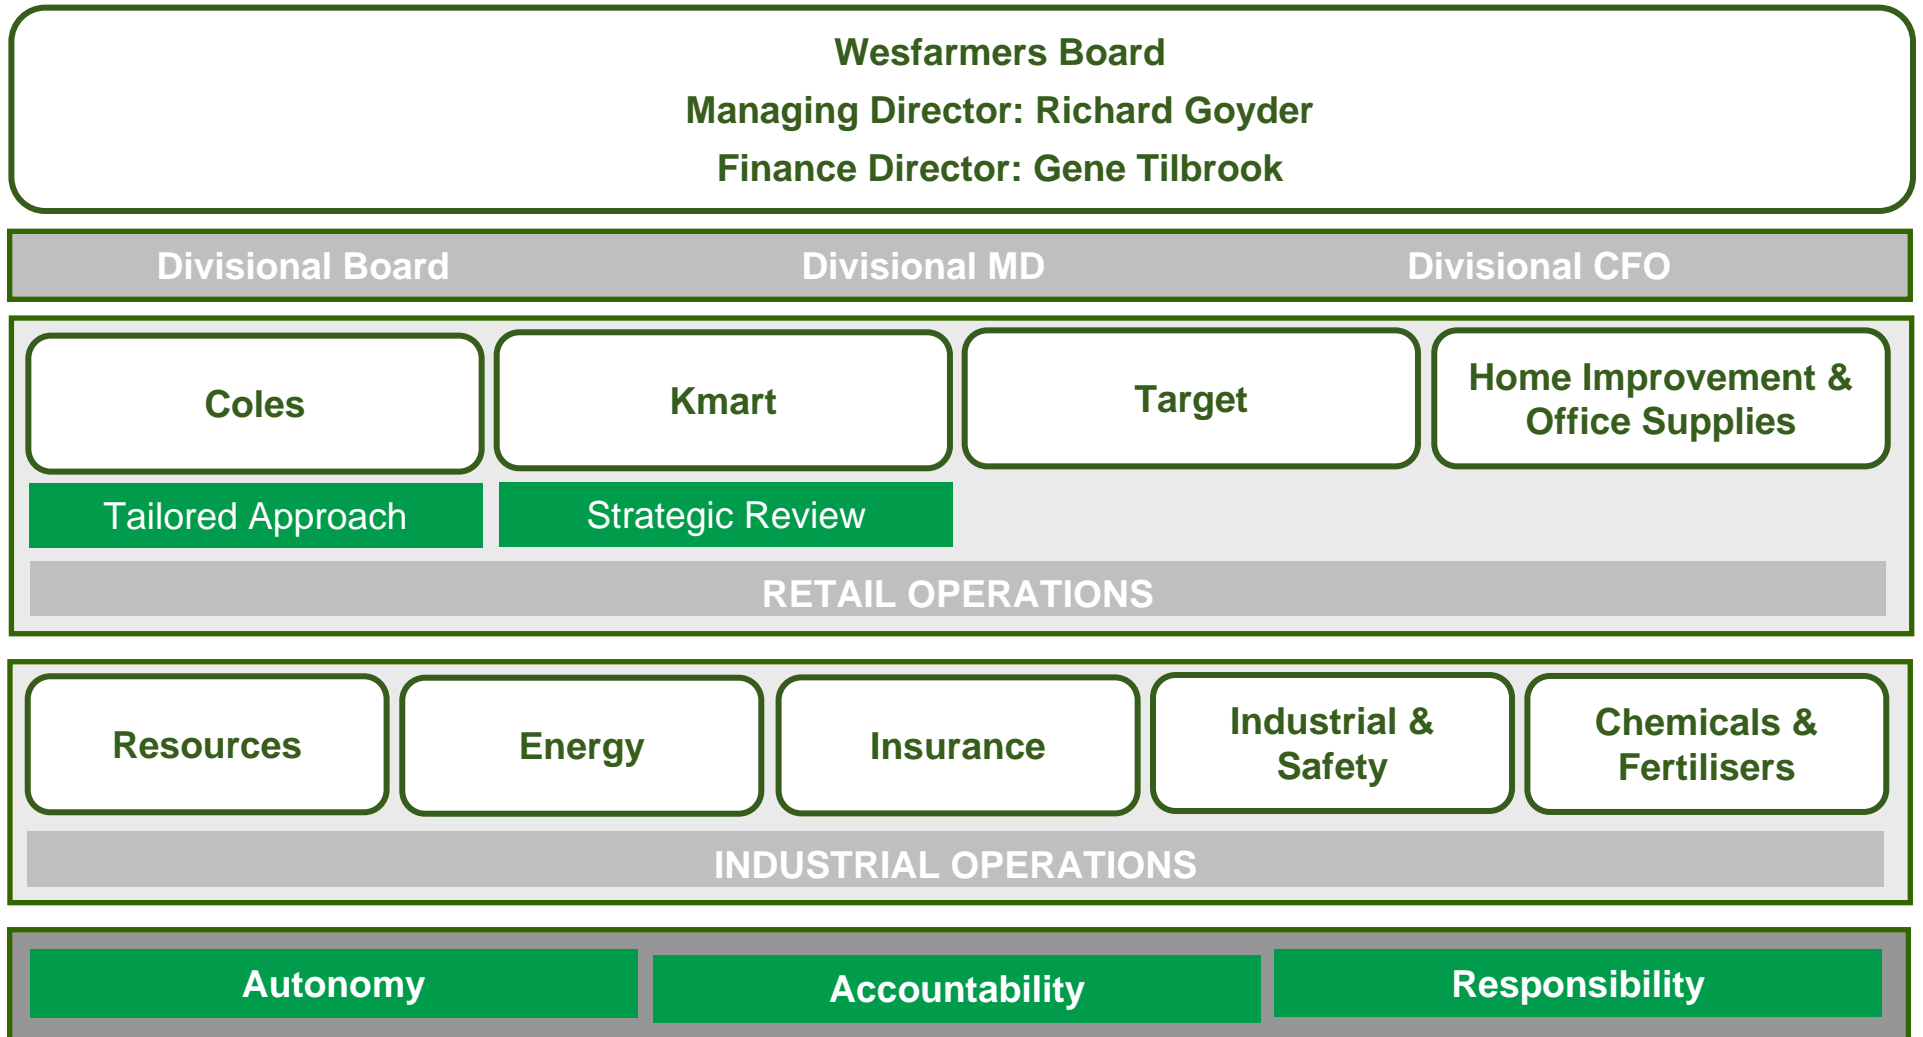 Wesfarmers Board
Managing Director: Richard Goyder
Finance Director: Gene Tilbrook
Divisional Board
Divisional MD
Divisional CFO
Coles
Kmart
Target
Home Improvement &
Office Supplies
Tailored Approach
Strategic Review
RETAIL OPERATIONS
Resources
Energy
Insurance
Industrial &
Safety
Chemicals &
Fertilisers
INDUSTRIAL OPERATIONS
Autonomy
Accountability
Responsibility